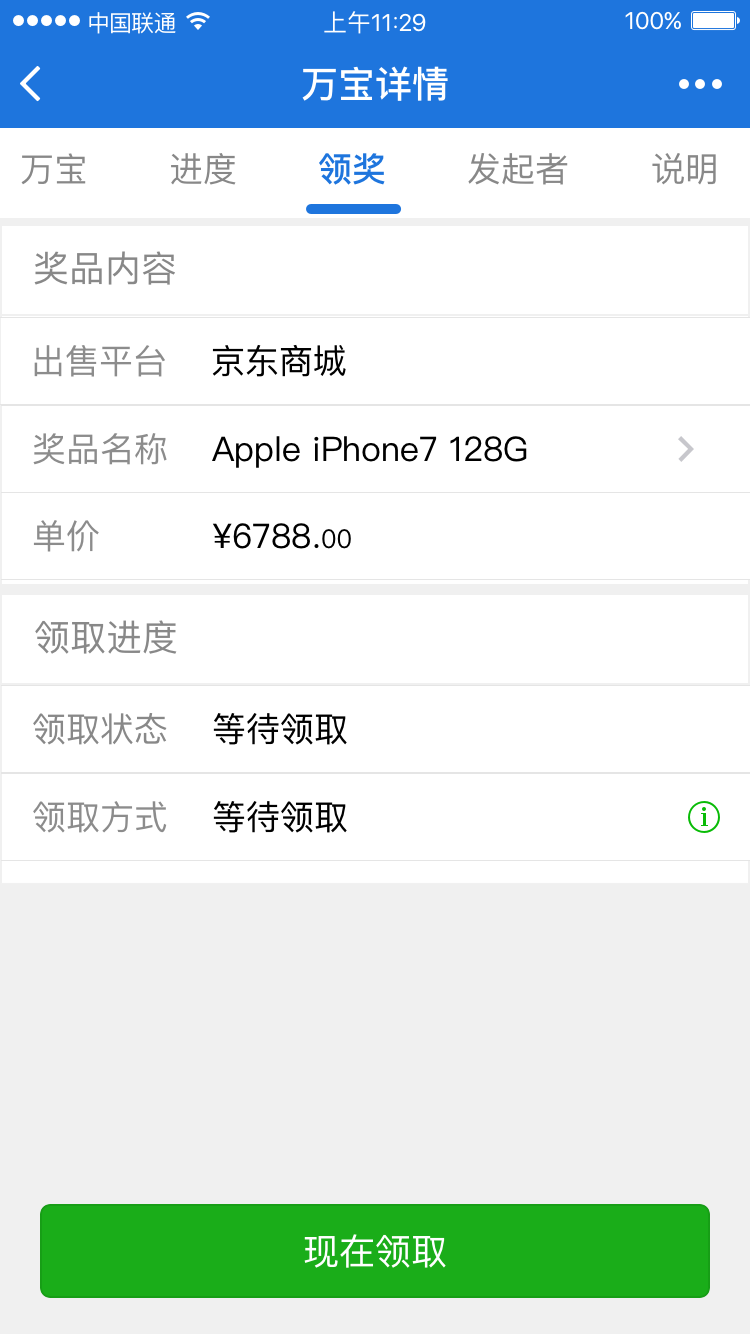 中国联通 上午11:29 100%
万宝详情
万宝 进度 领奖 发起者 说明
奖品内容
出售平台 京东商城
奖品名称 Apple iPhone7 128G
单价 ¥6788.00
领取进度
领取状态 等待领取
领取方式 等待领取
现在领取